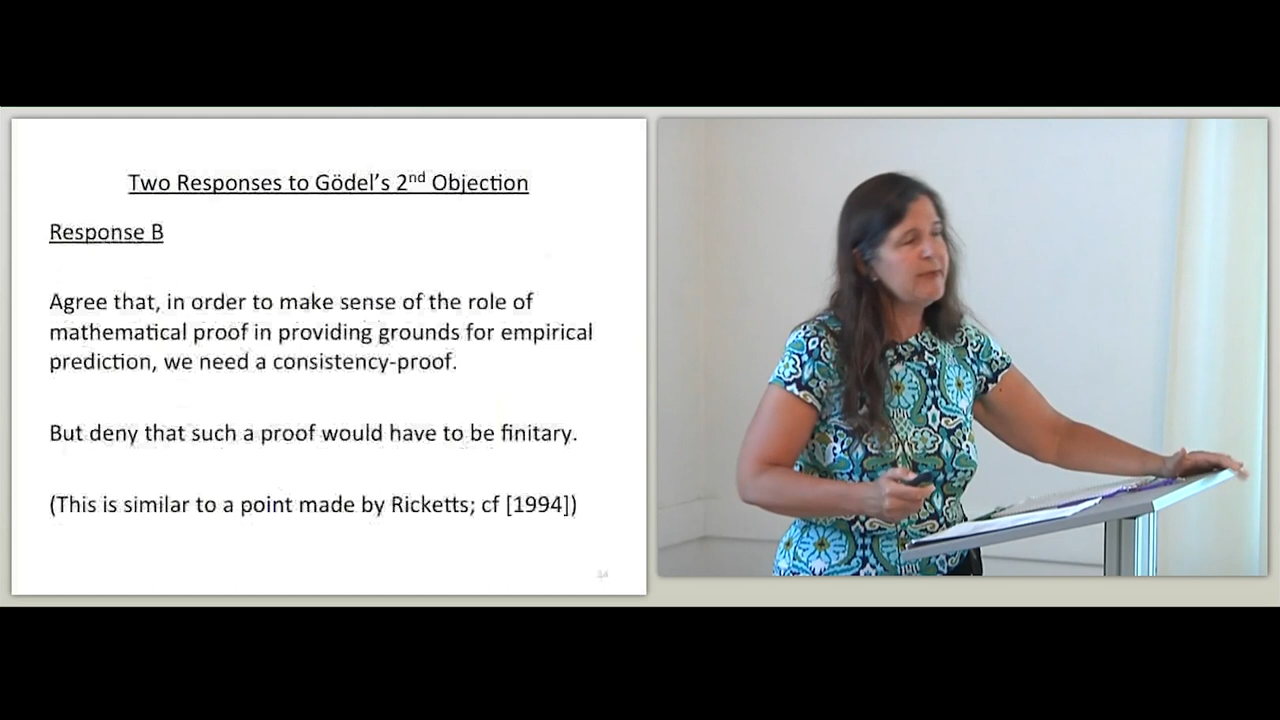 Two Responses to Gödel's 2nd Objection
Response B
Agree that, in order to make sense of the role of
mathematical proof in providing grounds for empirical
prediction, we need a consistency-proof.
But deny that such a proof would have to be finitary.
(This is similar to a point made by Ricketts; cf [1994])